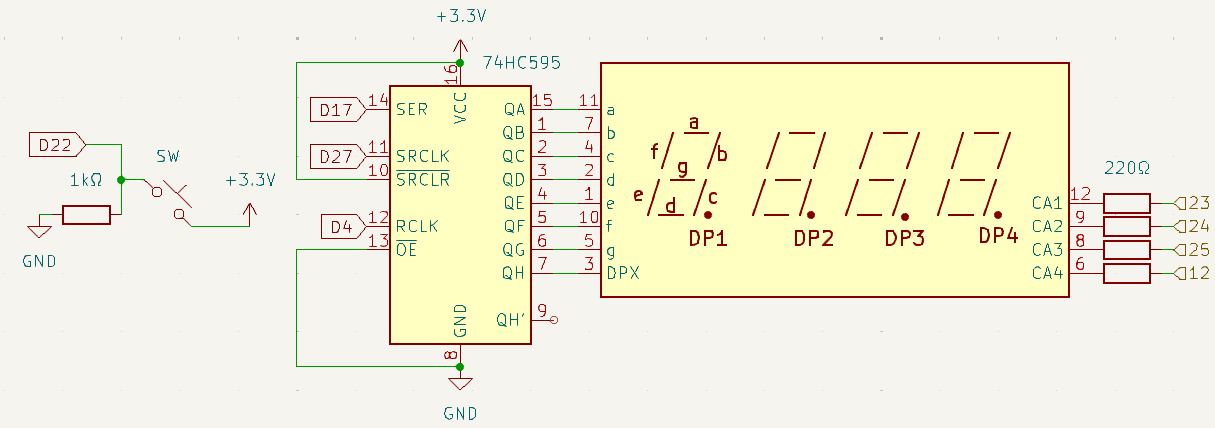 +3.3V
74HC595
16
VCC
D17
14
SER
QA
15
11
a
QB
1
7
b
D22
SW
D27
11
SRCLK
QC
2
4
c
1kΩ
+3.3V
10
SRCLR
QD
3
2
d
QE
4
1
e
D4
12
RCLK
QF
5
10
f
13
OE
QG
6
5
g
QH
7
3
DPX
GND
QH'
9
GND
8
GND
a
f
b
g
e
c
d
DP1
DP2
DP3
DP4
220Ω
CA1
12
23
CA2
9
24
CA3
8
25
CA4
6
12